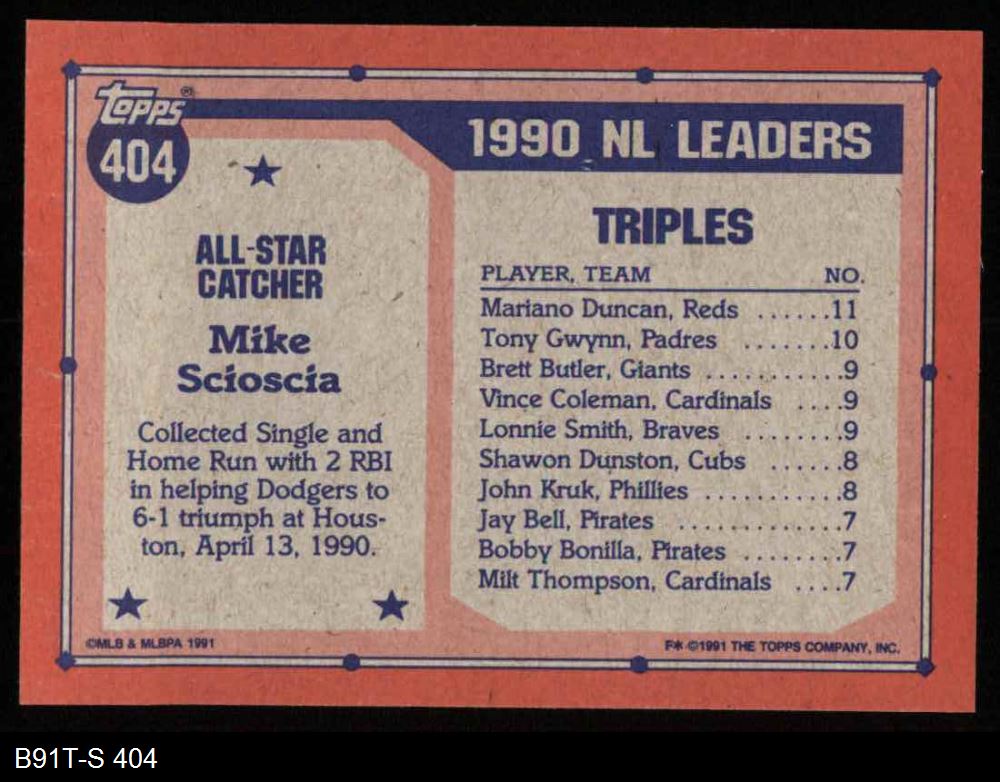 Topps®
404
ALL-STAR
CATCHER
Mike
Scioscia
Collected Single and
Home Run with 2 RBI
in helping Dodgers to
6-1 triumph at Hous-
ton, April 13, 1990.
©MLB & MLBPA 1991
1990 NL LEADERS
TRIPLES
PLAYER, TEAM NO.
Mariano Duncan, Reds ......11
Tony Gwynn, Padres .......10
Brett Butler, Giants ...........9
Vince Coleman, Cardinals ....9
Lonnie Smith, Braves ........9
Shawon Dunston, Cubs ......8
John Kruk, Phillies ...........8
Jay Bell, Pirates .............7
Bobby Bonilla, Pirates ........7
Milt Thompson, Cardinals ....7
F* ©1991 THE TOPPS COMPANY, INC.
B91T-S 404